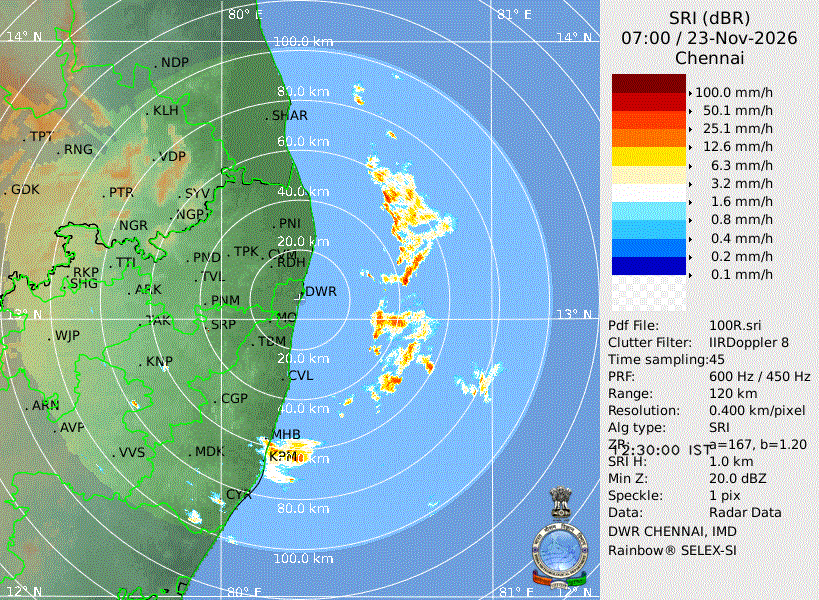 SRI (dBR)
07:00 / 23-Nov-2026
Chennai
100.0 mm/h
50.1 mm/h
25.1 mm/h
12.6 mm/h
6.3 mm/h
3.2 mm/h
1.6 mm/h
0.8 mm/h
0.4 mm/h
0.2 mm/h
0.1 mm/h
Pdf File: 100R.sri
Clutter Filter: IIRDoppler 8
Time sampling:45
PRF: 600 Hz / 450 Hz
Range: 120 km
Resolution: 0.400 km/pixel
Alg type: SRI
ZR: a=167, b=1.20
12:30:00 IST
SRI H: 1.0 km
Min Z: 20.0 dBZ
Speckle: 1 pix
Data: Radar Data
DWR CHENNAI, IMD
Rainbow® SELEX-SI
80° E
81° E
14° N
14° N
100.0 km
NDP
80.0 km
KLH
SHAR
TPT
60.0 km
RNG
VDP
GDK
PTR
SYV
40.0 km
NGP
NGR
PNI
20.0 km
TPK
PND
RDH
TTI
RKP
TVL
SHG
ARK
PNM
DWR
13° N
13° N
TAK
SRP
WJP
TBM
20.0 km
KNP
CVL
CGP
ARN
40.0 km
AVP
MHB
VVS
MDK
KPM
CYR
80.0 km
100.0 km
12° N
80° E
81° E
12° N